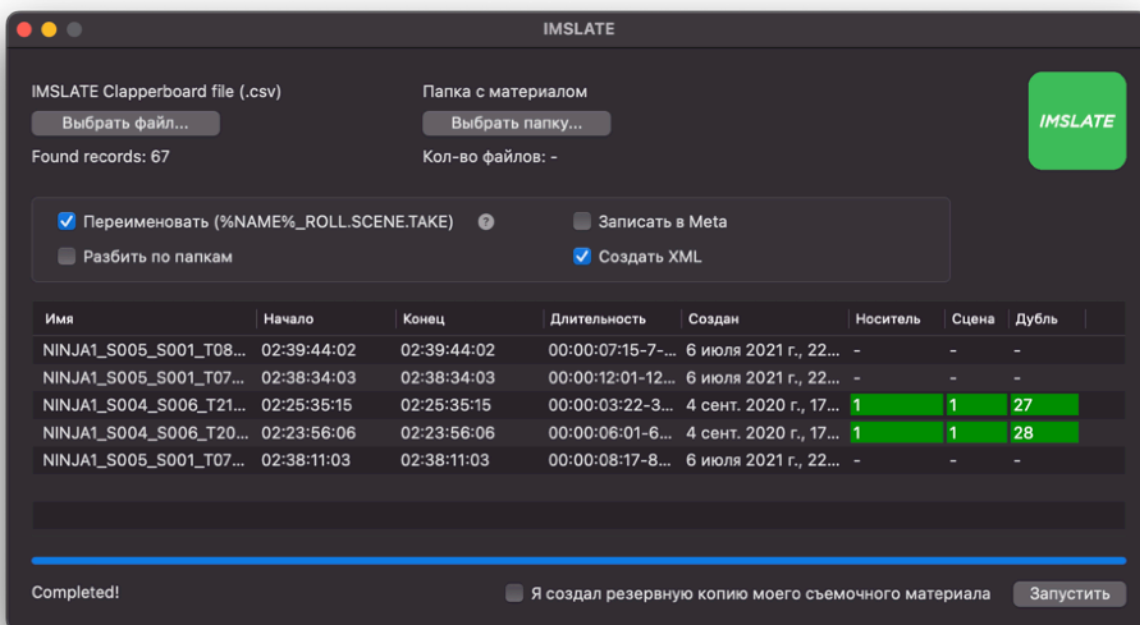 IMSLATE
IMSLATE Clapperboard file (.csv) Папка с материалом
Выбрать файл... Выбрать папку... IMSLATE
Found records: 67 Кол-во файлов: -
Переименовать (%NAME%_ROLL.SCENE.TAKE) ? Записать в Meta
Разбить по папкам Создать XML
Имя Начало Конец Длительность Создан Носитель Сцена Дубль
NINJA1_S005_S001_T08... 02:39:44:02 02:39:44:02 00:00:07:15-7-... 6 июля 2021 г., 22... - - -
NINJA1_S005_S001_T07... 02:38:34:03 02:38:34:03 00:00:12:01-12... 6 июля 2021 г., 22... - - -
NINJA1_S004_S006_T21... 02:25:35:15 02:25:35:15 00:00:03:22-3... 4 сент. 2020 г., 17... 1 1 27
NINJA1_S004_S006_T20... 02:23:56:06 02:23:56:06 00:00:06:01-6... 4 сент. 2020 г., 17... 1 1 28
NINJA1_S005_S001_T07... 02:38:11:03 02:38:11:03 00:00:08:17-8... 6 июля 2021 г., 22... - - -
Completed! Я создал резервную копию моего съемочного материала Запустить